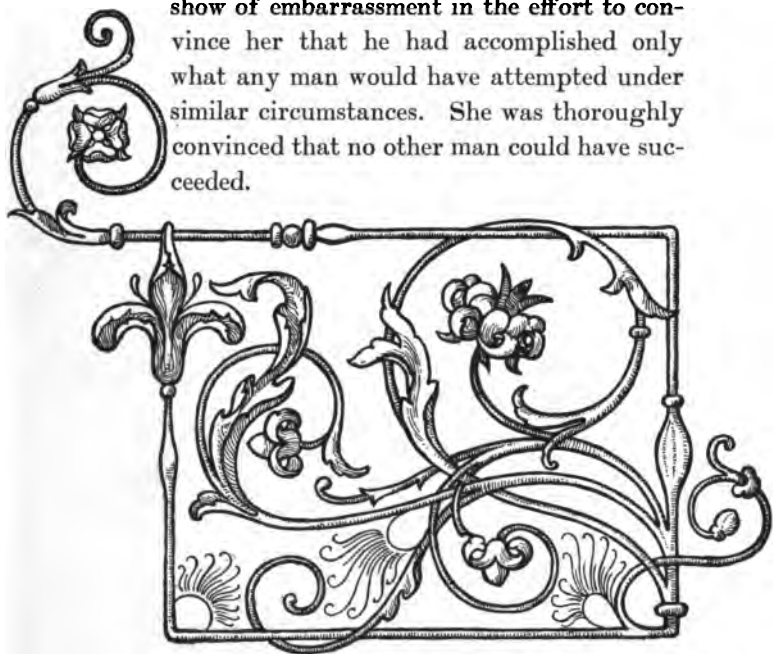 show of embarrassment in the effort to con-
vince her that he had accomplished only
what any man would have attempted under
similar circumstances. She was thoroughly
convinced that no other man could have suc-
ceeded.